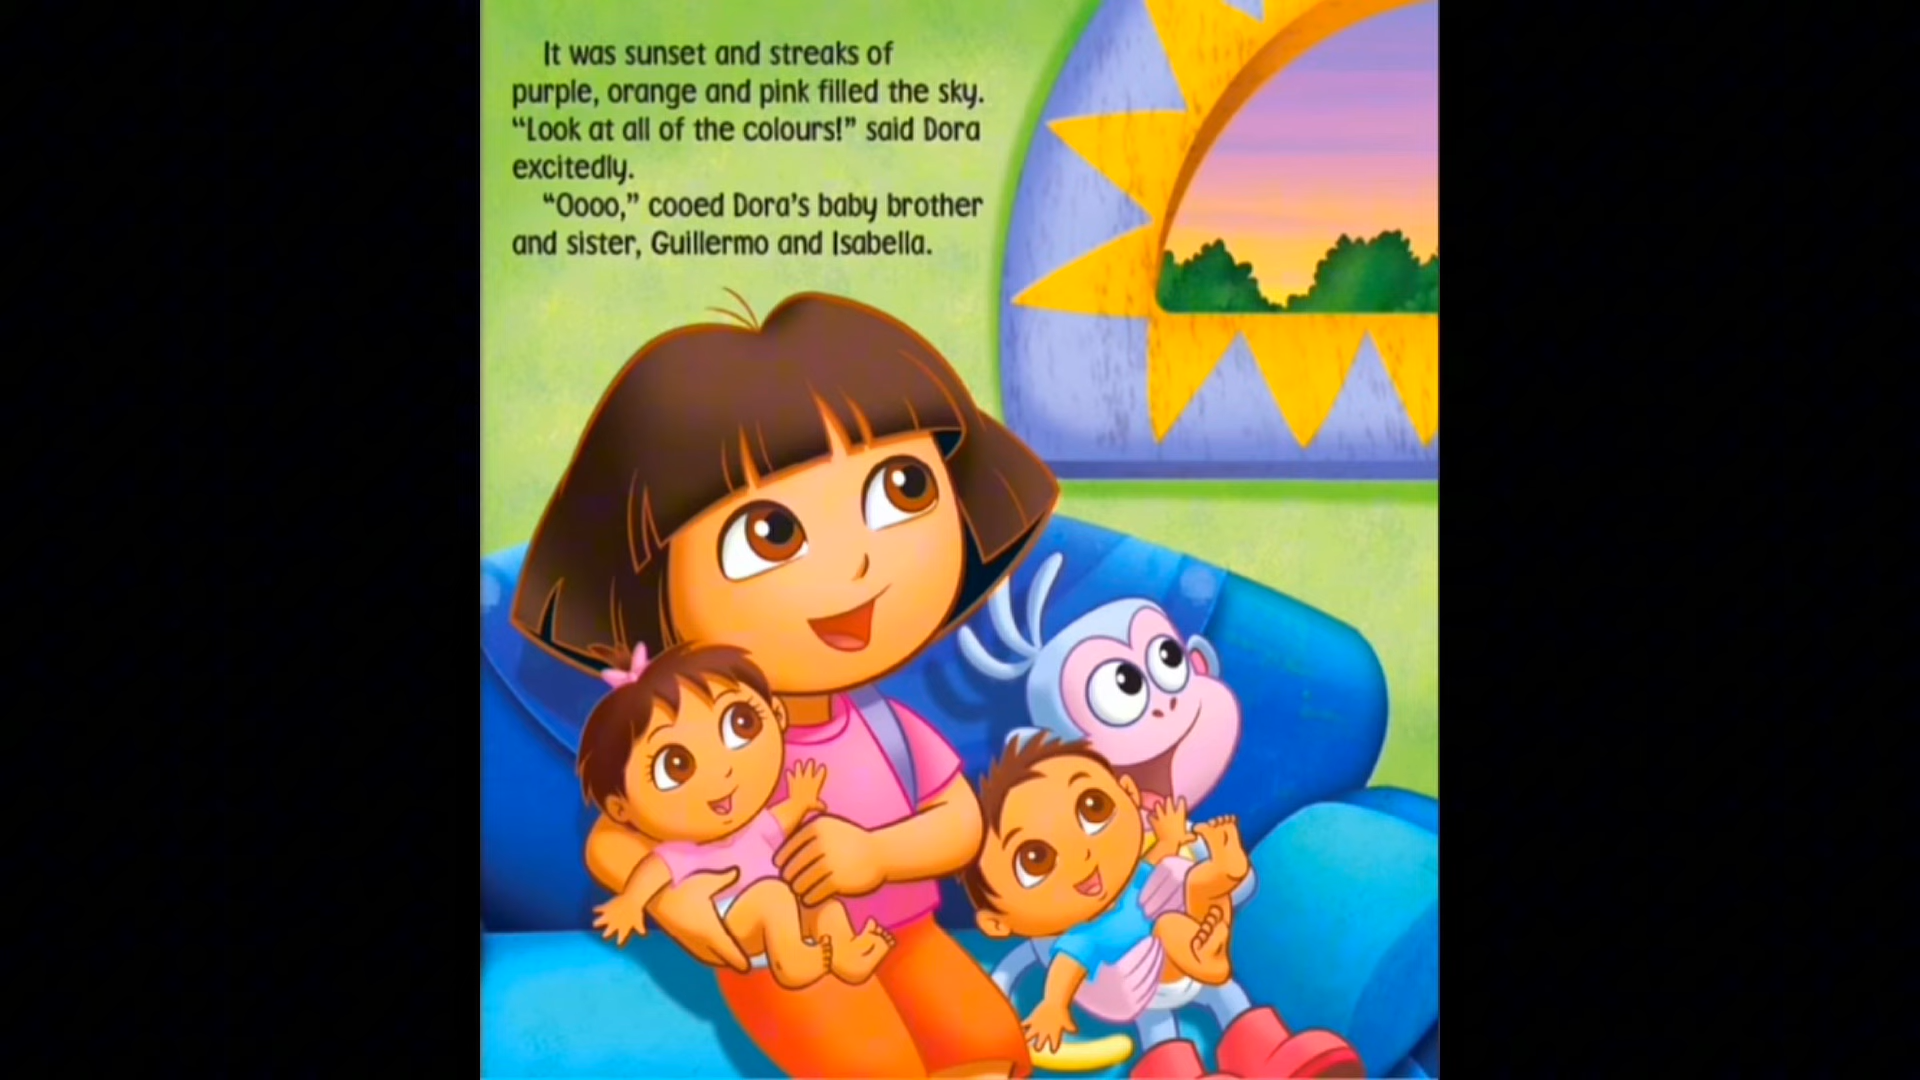 It was sunset and streaks of
purple, orange and pink filled the sky.
“Look at all of the colours!” said Dora
excitedly.
“Oooo,” cooed Dora’s baby brother
and sister, Guillermo and Isabella.